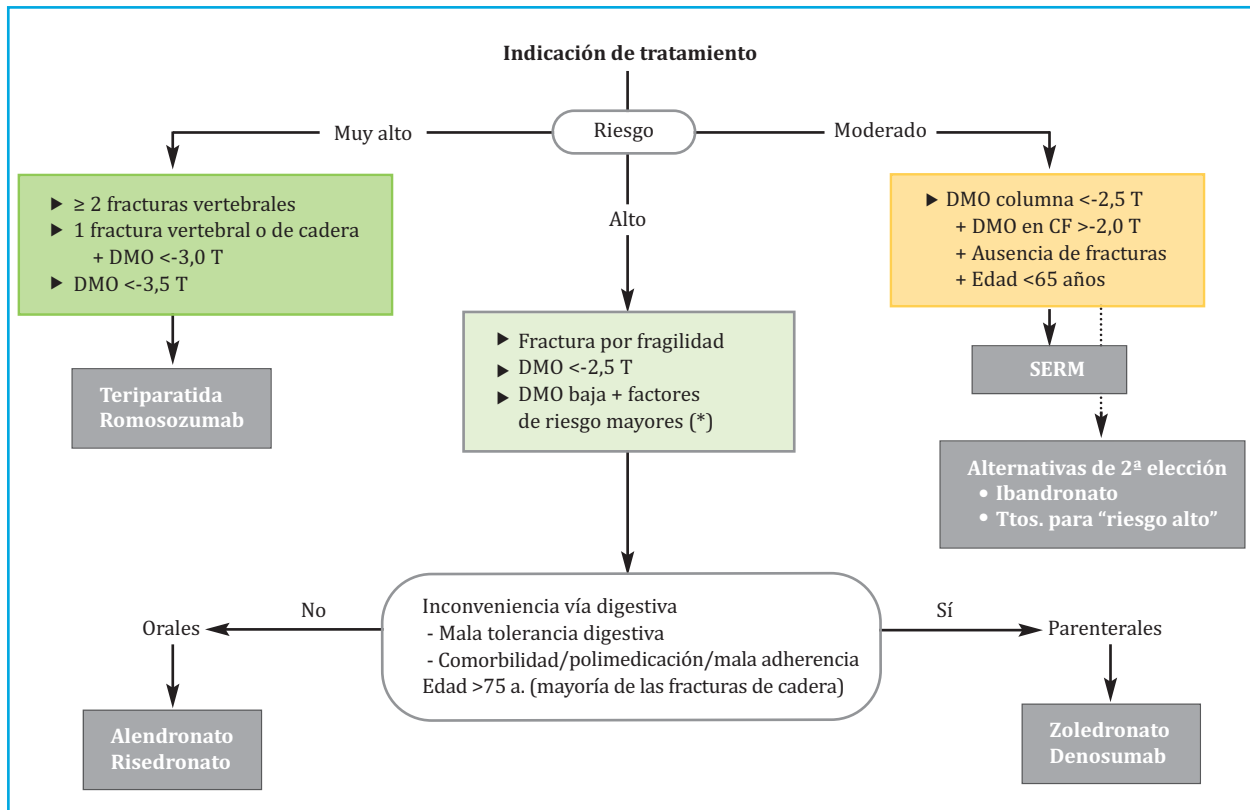 Indicación de tratamiento
Riesgo
Muy alto
Moderado
Alto
► ≥ 2 fracturas vertebrales
► 1 fractura vertebral o de cadera
+ DMO <-3,0 T
► DMO <-3,5 T
Teriparatida
Romosozumab
► Fractura por fragilidad
► DMO <-2,5 T
► DMO baja + factores
de riesgo mayores (*)
► DMO columna <-2,5 T
+ DMO en CF >-2,0 T
+ Ausencia de fracturas
+ Edad <65 años
SERM
Alternativas de 2ª elección
• Ibandronato
• Ttos. para “riesgo alto”
Inconveniencia vía digestiva
- Mala tolerancia digestiva
- Comorbilidad/polimedicación/mala adherencia
Edad >75 a. (mayoría de las fracturas de cadera)
No
Orales
Alendronato
Risedronato
Sí
Parenterales
Zoledronato
Denosumab